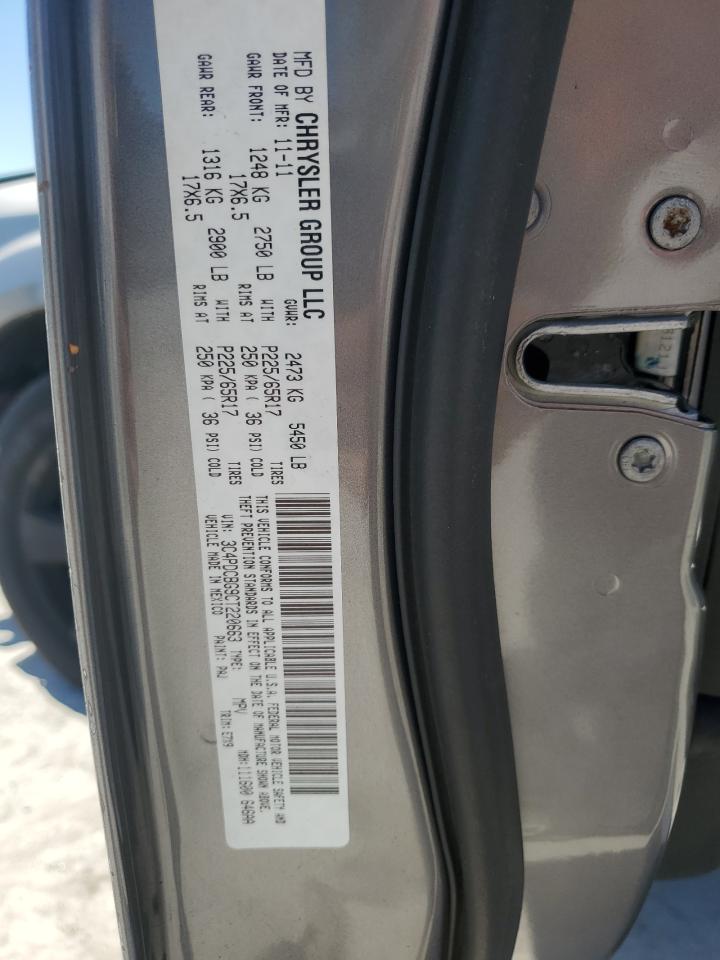 MFD BY CHRYSLER GROUP LLC
DATE OF MFR: 11-11 GVWR: 2473 KG 5450 LB
GAWR FRONT: 1248 KG 2750 LB WITH P225/65R17 TIRES
17X6.5 RIMS AT 250 KPA ( 36 PSI) COLD
GAWR REAR: 1316 KG 2900 LB WITH P225/65R17 TIRES
17X6.5 RIMS AT 250 KPA ( 36 PSI) COLD
THIS VEHICLE CONFORMS TO ALL APPLICABLE U.S.A. FEDERAL MOTOR VEHICLE SAFETY AND
THEFT PREVENTION STANDARDS IN EFFECT ON THE DATE OF MANUFACTURE SHOWN ABOVE.
VIN: 3C4PDCBG9CT220663 TYPE: MPV MDH:111600 646AA
VEHICLE MADE IN MEXICO PAINT: TRIM: